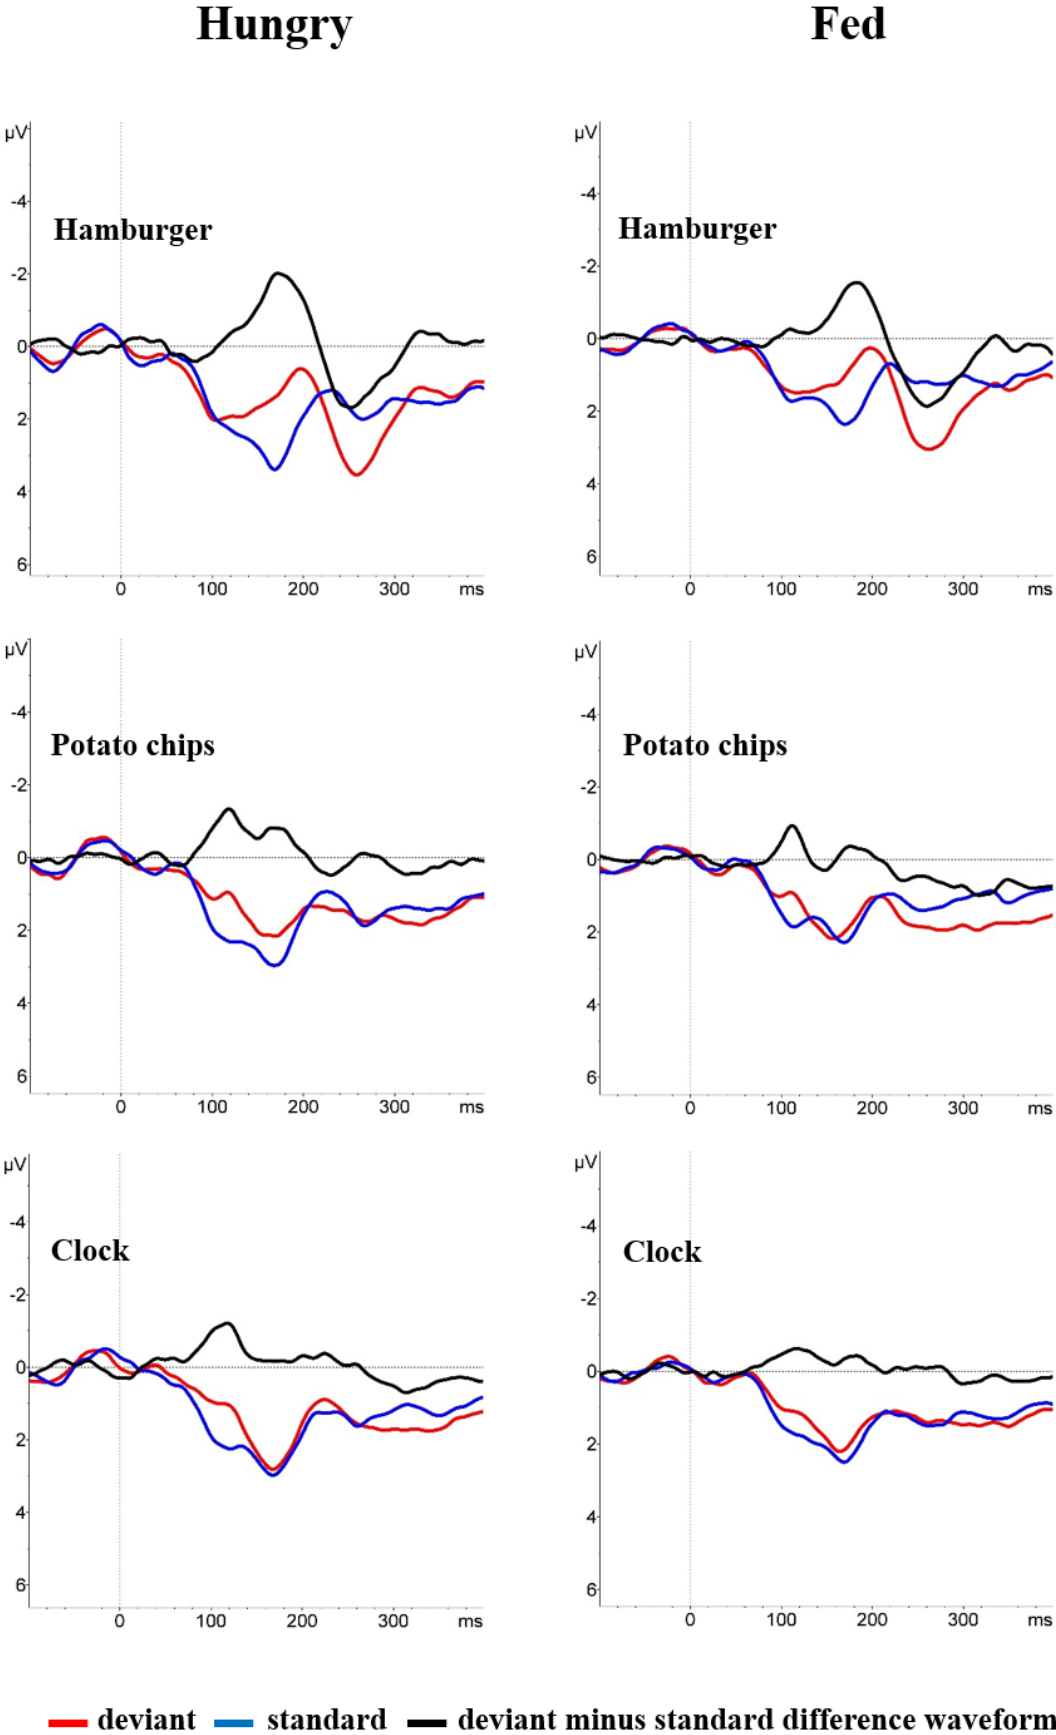 Hungry Fed
µV µV
-4 -4
Hamburger Hamburger
-2 -2
0 0
2 2
4 4
6 6
0 100 200 300 ms 0 100 200 300 ms
µV µV
-4 -4
Potato chips Potato chips
-2 -2
0 0
2 2
4 4
6 6
0 100 200 300 ms 0 100 200 300 ms
µV µV
-4 -4
Clock Clock
-2 -2
0 0
2 2
4 4
6 6
0 100 200 300 ms 0 100 200 300 ms
deviant standard deviant minus standard difference waveform